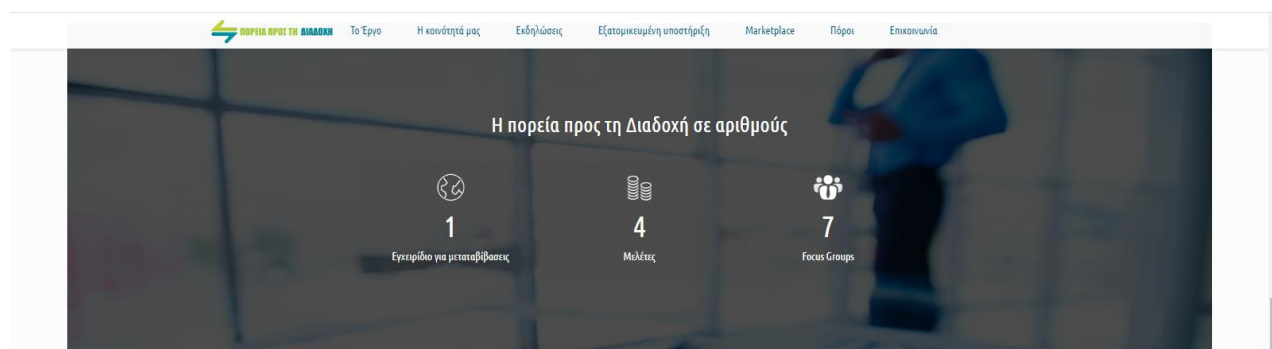 ΠΟΡΕΙΑ ΠΡΟΣ ΤΗ ΔΙΑΔΟΧΗ Το Έργο Η κοινότητά μας Εκδηλώσεις Εξατομικευμένη υποστήριξη Marketplace Πόροι Επικοινωνία
Η πορεία προς τη Διαδοχή σε αριθμούς
1 4 7
Εγχειρίδιο για μεταταβίβασεις Μελέτες Focus Groups